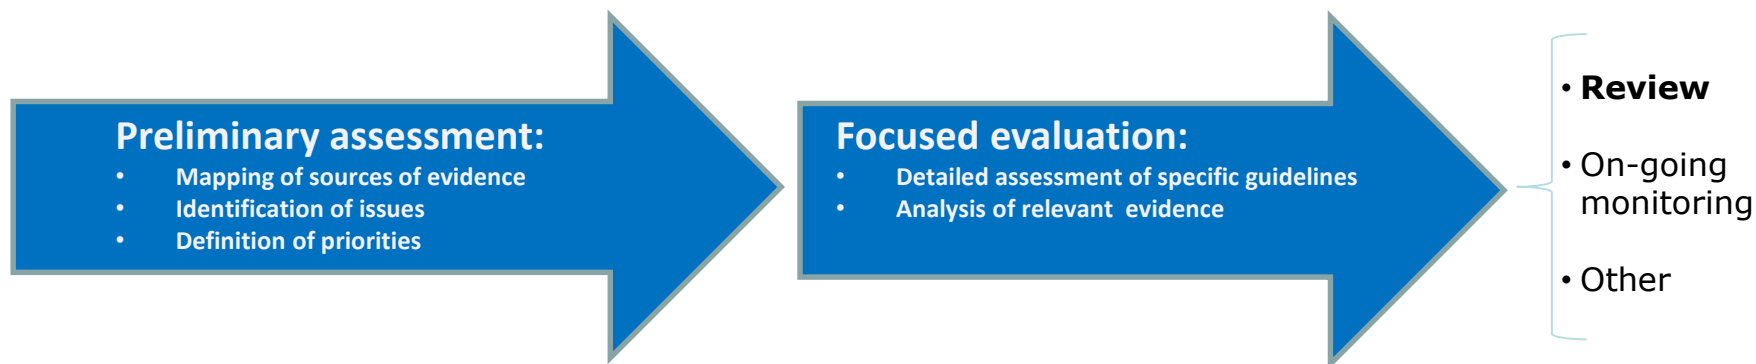 Preliminary assessment:
• Mapping of sources of evidence
• Identification of issues
• Definition of priorities
Focused evaluation:
• Detailed assessment of specific guidelines
• Analysis of relevant evidence
• Review
• On-going
monitoring
• Other